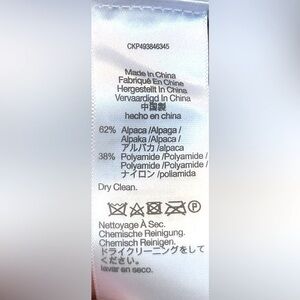 CKP493846345
Made In China
Fabriqué En Chine
Hergestellt In China
Vervaardigd In China
中国製
hecho en china
62% Alpaca /Alpaga /
Alpaka /Alpaca /
アルパカ /alpaca
38% Polyamide /Polyamide /
Polyamide /Polyamide /
ナイロン /poliamida
Dry Clean.
P
Nettoyage À Sec.
Chemische Reinigung.
Chemisch Reinigen.
ドライクリーニングをして
ください。
lavar en seco.